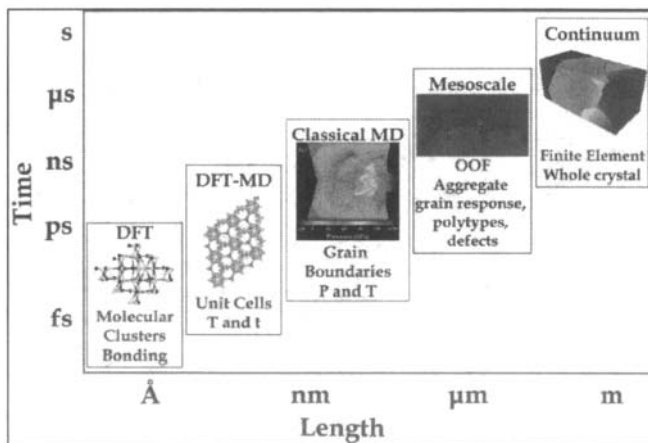 s
µs
ns
ps
fs
Time
DFT
Molecular
Clusters
Bonding
DFT-MD
Unit Cells
T and t
Classical MD
Grain
Boundaries
P and T
Mesoscale
OOF
Aggregate
grain response,
polytypes,
defects
Continuum
Finite Element
Whole crystal
Å
nm
µm
m
Length